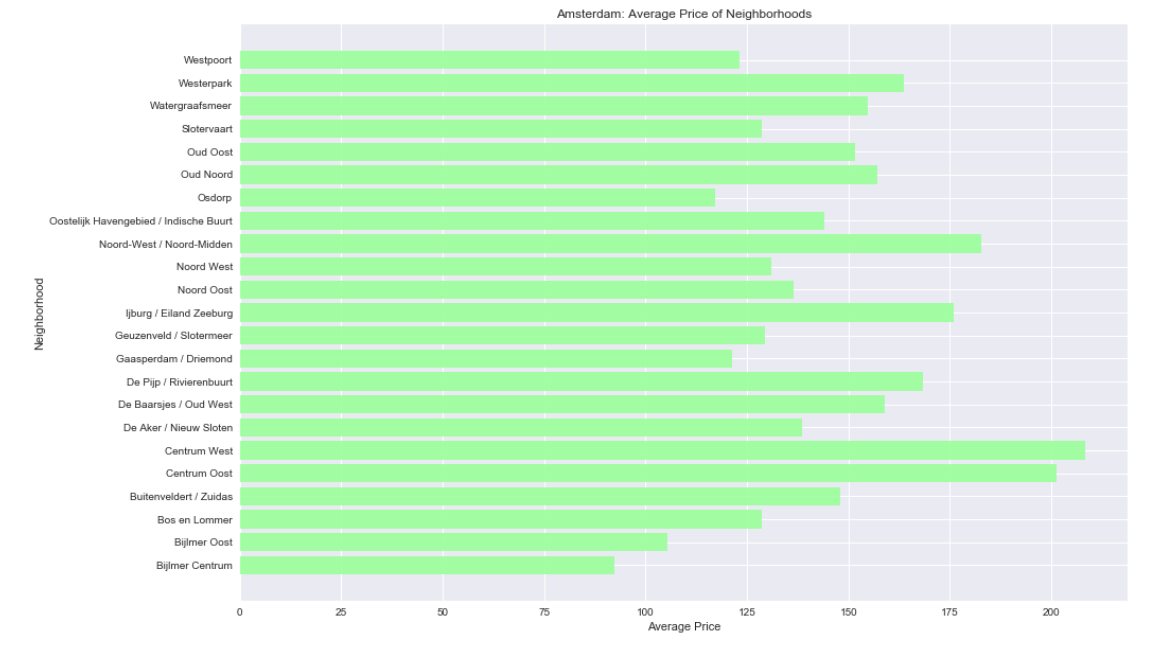 Amsterdam: Average Price of Neighborhoods
Westpoort
Westerpark
Watergraafsmeer
Slotervaart
Oud Oost
Oud Noord
Osdorp
Oostelijk Havengebied / Indische Buurt
Noord-West / Noord-Midden
Noord West
Noord Oost
Ijburg / Eiland Zeeburg
Geuzenveld / Slotermeer
Gaasperdam / Driemond
De Pijp / Rivierenbuurt
De Baarsjes / Oud West
De Aker / Nieuw Sloten
Centrum West
Centrum Oost
Buitenveldert / Zuidas
Bos en Lommer
Bijlmer Oost
Bijlmer Centrum
Neighborhood
0 25 50 75 100 125 150 175 200
Average Price